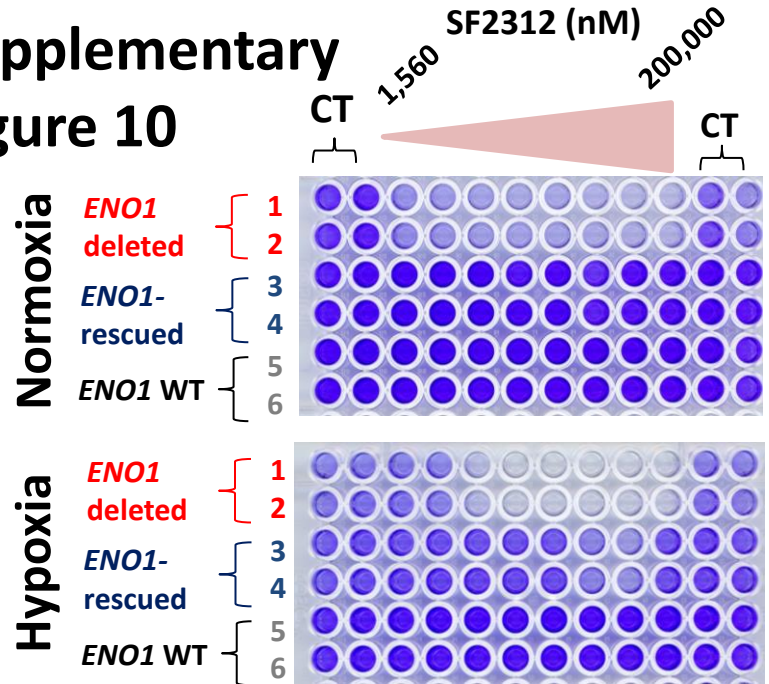 pplementary
gure 10
SF2312 (nM)
1,560
200,000
CT
CT
Normoxia
ENO1
deleted
1
2
ENO1-
rescued
3
4
ENO1 WT
5
6
Hypoxia
ENO1
deleted
1
2
ENO1-
rescued
3
4
ENO1 WT
5
6